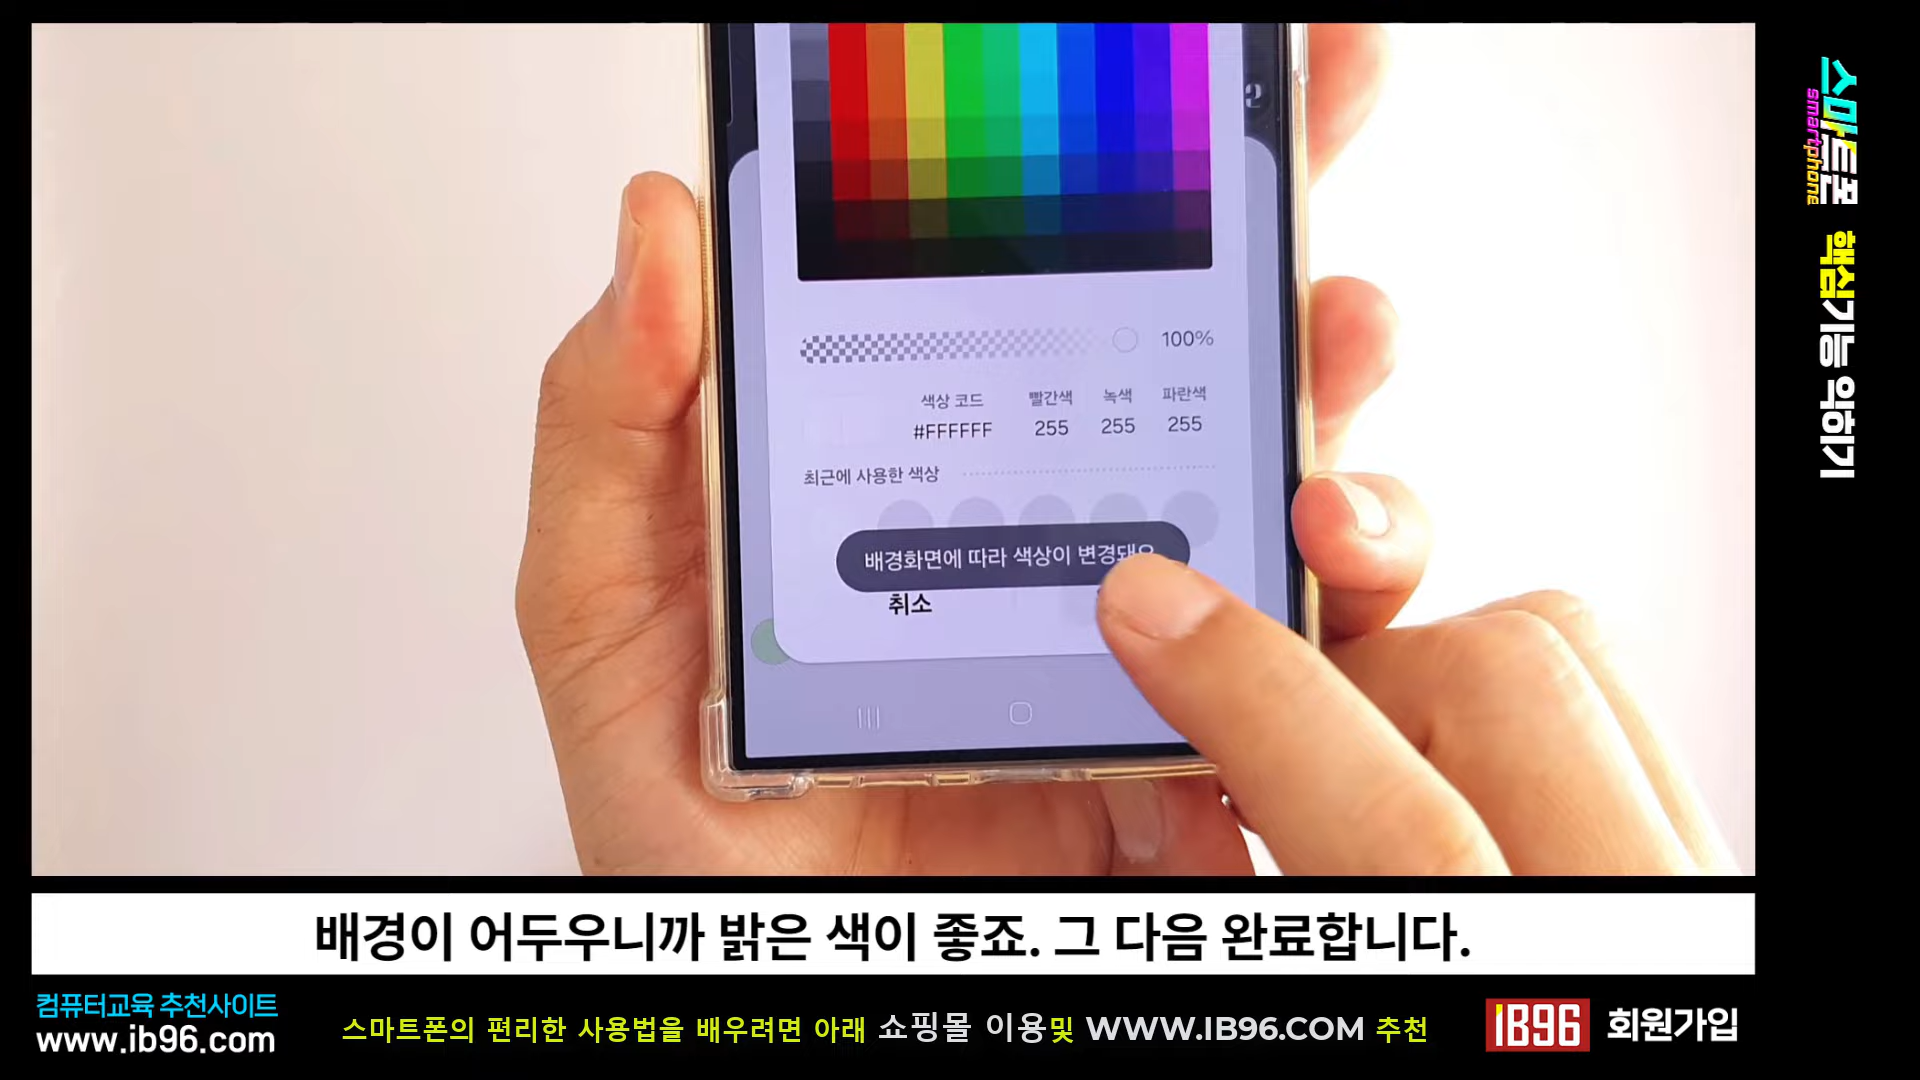 100%
색상 코드
빨간색
녹색
파란색
#FFFFFF
255
255
255
최근에 사용한 색상
배경화면에 따라 색상이 변경돼요
취소
스마트폰 핵심기능 익히기
smartphone
배경이 어두우니까 밝은 색이 좋죠. 그 다음 완료합니다.
컴퓨터교육 추천사이트
www.ib96.com
스마트폰의 편리한 사용법을 배우려면 아래 쇼핑몰 이용및 WWW.IB96.COM 추천
IB96 회원가입